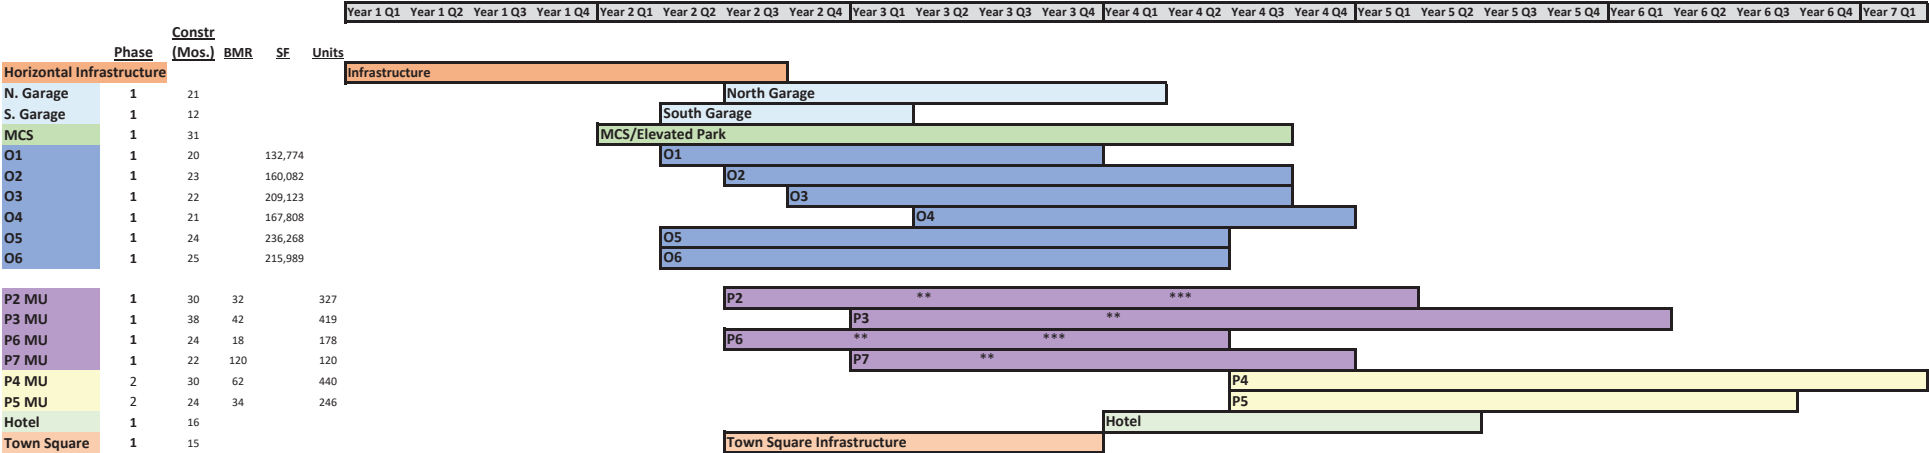 Year 1 Q1 Year 1 Q2 Year 1 Q3 Year 1 Q4 Year 2 Q1 Year 2 Q2 Year 2 Q3 Year 2 Q4 Year 3 Q1 Year 3 Q2 Year 3 Q3 Year 3 Q4 Year 4 Q1 Year 4 Q2 Year 4 Q3 Year 4 Q4 Year 5 Q1 Year 5 Q2 Year 5 Q3 Year 5 Q4 Year 6 Q1 Year 6 Q2 Year 6 Q3 Year 6 Q4 Year 7 Q1
Constr
Phase (Mos.) BMR SF Units
Horizontal Infrastructure Infrastructure
N. Garage 1 21 North Garage
S. Garage 1 12 South Garage
MCS 1 31 MCS/Elevated Park
O1 1 20 132,774 O1
O2 1 23 160,082 O2
O3 1 22 209,123 O3
O4 1 21 167,808 O4
O5 1 24 236,268 O5
O6 1 25 215,989 O6
P2 MU 1 30 32 327 P2 ** ***
P3 MU 1 38 42 419 P3 **
P6 MU 1 24 18 178 P6 ** ***
P7 MU 1 22 120 120 P7 **
P4 MU 2 30 62 440 P4
P5 MU 2 24 34 246 P5
Hotel 1 16 Hotel
Town Square 1 15 Town Square Infrastructure